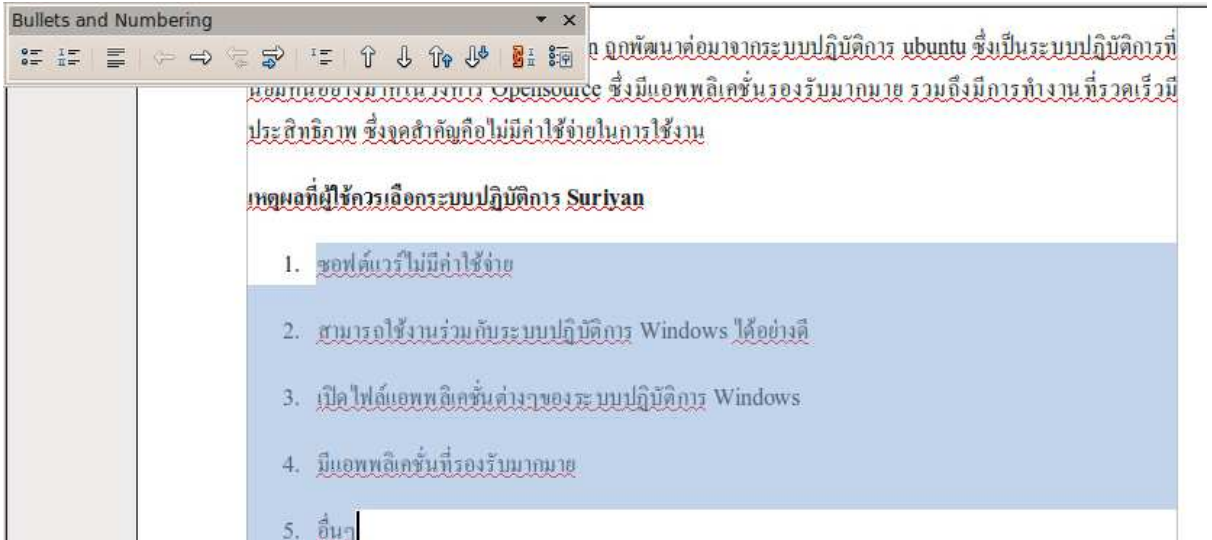 Bullets and Numbering
ถูกพัฒนาต่อมาจากระบบปฏิบัติการ ubuntu ซึ่งเป็นระบบปฏิบัติการที่
Opensource ซึ่งมีแอพพลิเคชั่นรองรับมากมาย รวมถึงมีการทำงานที่รวดเร็วมี
ประสิทธิภาพ ซึ่งจุดสำคัญคือไม่มีค่าใช้จ่ายในการใช้งาน
เหตุผลที่ผู้ใช้ควรเลือกระบบปฏิบัติการ Suriyan
1. ซอฟต์แวร์ไม่มีค่าใช้จ่าย
2. สามารถใช้งานร่วมกับระบบปฏิบัติการ Windows ได้อย่างดี
3. เปิดไฟล์แอพพลิเคชั่นต่างๆของระบบปฏิบัติการ Windows
4. มีแอพพลิเคชั่นที่รองรับมากมาย
5. อื่นๆ